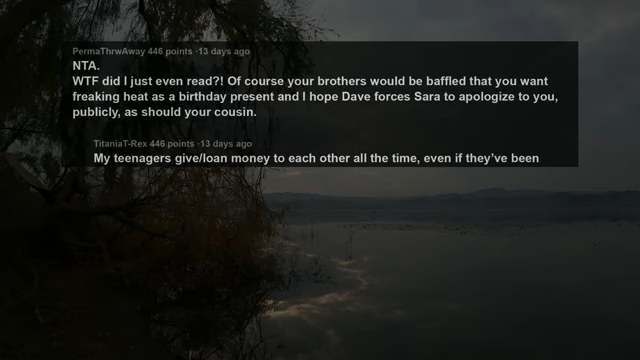 PermaThrwAway 446 points ·13 days ago
NTA.
WTF did I just even read?! Of course your brothers would be baffled that you want
freaking heat as a birthday present and I hope Dave forces Sara to apologize to you,
publicly, as should your cousin.
TitaniaT-Rex 446 points ·13 days ago
My teenagers give/loan money to each other all the time, even if they’ve been